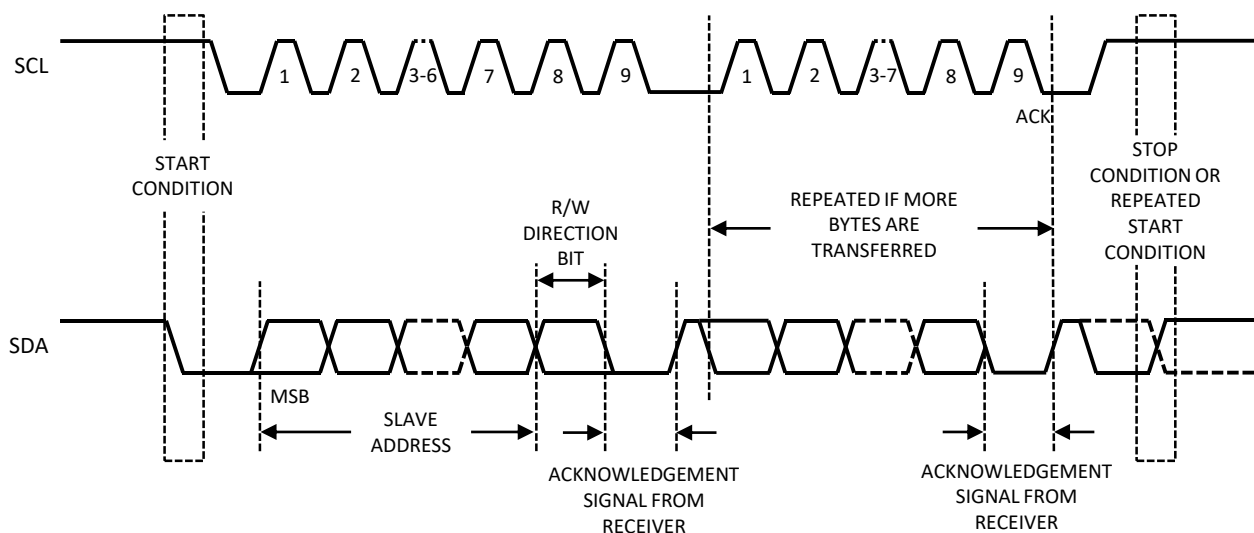 SCL
1
2
3-6
7
8
9
1
2
3-7
8
9
ACK
START
CONDITION
R/W
DIRECTION
BIT
REPEATED IF MORE
BYTES ARE
TRANSFERRED
STOP
CONDITION OR
REPEATED
START
CONDITION
SDA
MSB
SLAVE
ADDRESS
ACKNOWLEDGEMENT
SIGNAL FROM
RECEIVER
ACKNOWLEDGEMENT
SIGNAL FROM
RECEIVER